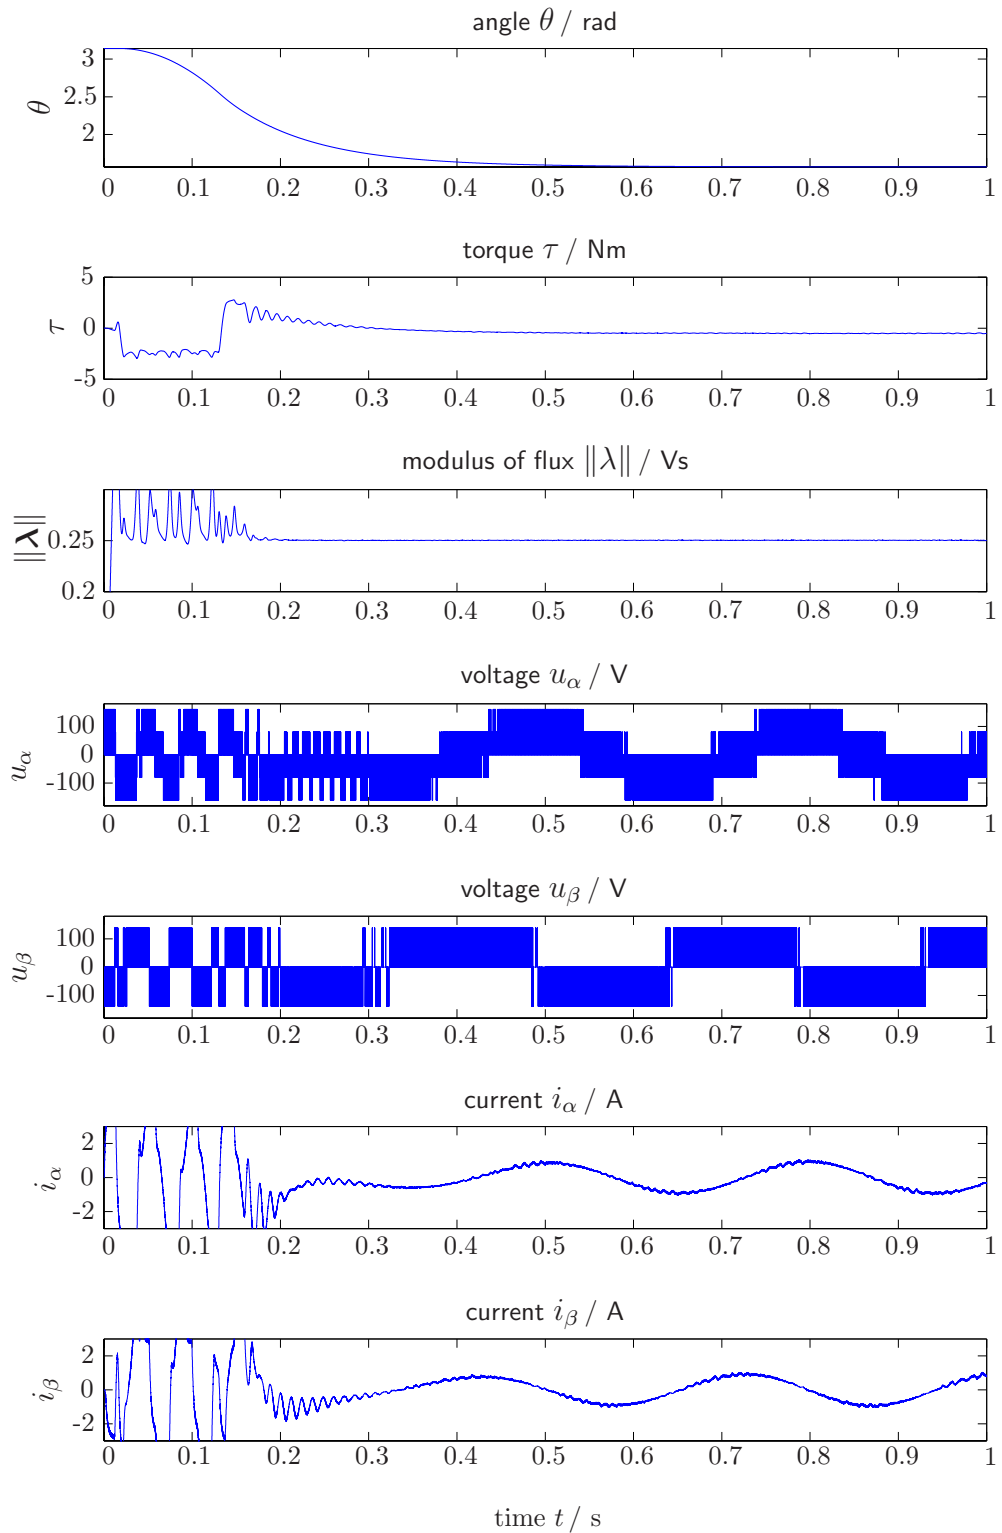 angle θ / rad
3
2.5
2
θ
0 0.1 0.2 0.3 0.4 0.5 0.6 0.7 0.8 0.9 1
torque τ / Nm
5
0
-5
τ
0 0.1 0.2 0.3 0.4 0.5 0.6 0.7 0.8 0.9 1
modulus of flux ‖λ‖ / Vs
0.25
0.2
‖λ‖
0 0.1 0.2 0.3 0.4 0.5 0.6 0.7 0.8 0.9 1
voltage u_α / V
100
0
-100
u_α
0 0.1 0.2 0.3 0.4 0.5 0.6 0.7 0.8 0.9 1
voltage u_β / V
100
0
-100
u_β
0 0.1 0.2 0.3 0.4 0.5 0.6 0.7 0.8 0.9 1
current i_α / A
2
0
-2
i_α
0 0.1 0.2 0.3 0.4 0.5 0.6 0.7 0.8 0.9 1
current i_β / A
2
0
-2
i_β
0 0.1 0.2 0.3 0.4 0.5 0.6 0.7 0.8 0.9 1
time t / s